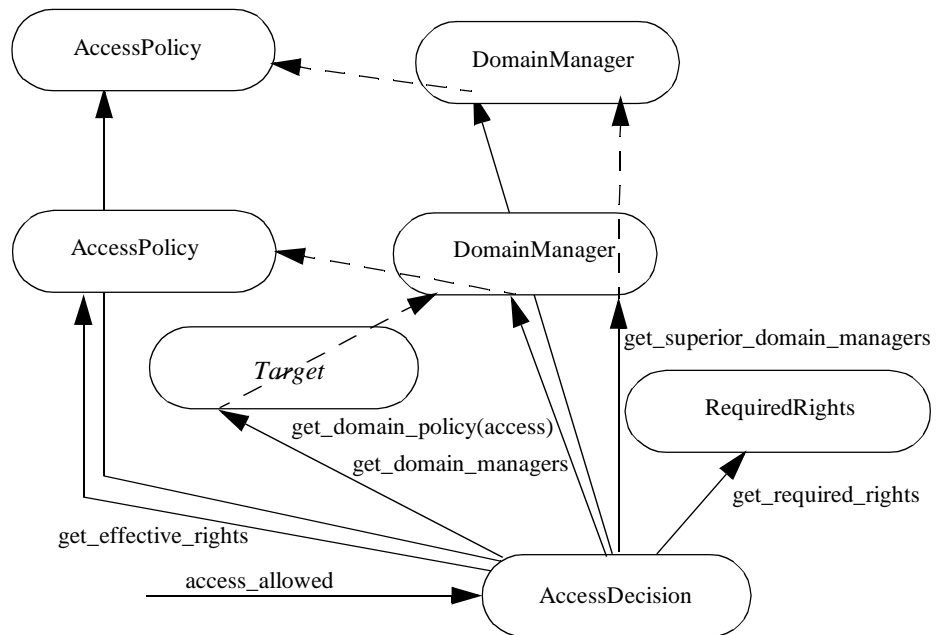 AccessPolicy
DomainManager
AccessPolicy
DomainManager
get_superior_domain_managers
Target
RequiredRights
get_domain_policy(access)
get_domain_managers
get_required_rights
get_effective_rights
access_allowed
AccessDecision